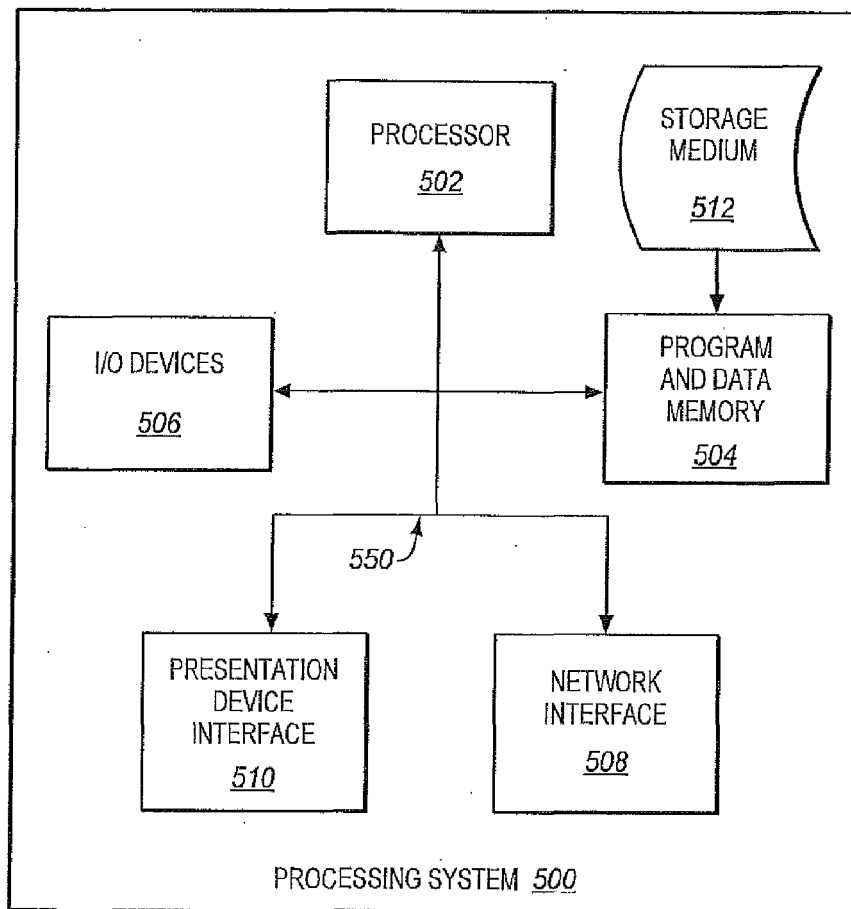 PROCESSOR
502
STORAGE
MEDIUM
512
I/O DEVICES
506
PROGRAM
AND DATA
MEMORY
504
550
PRESENTATION
DEVICE
INTERFACE
510
NETWORK
INTERFACE
508
PROCESSING SYSTEM 500